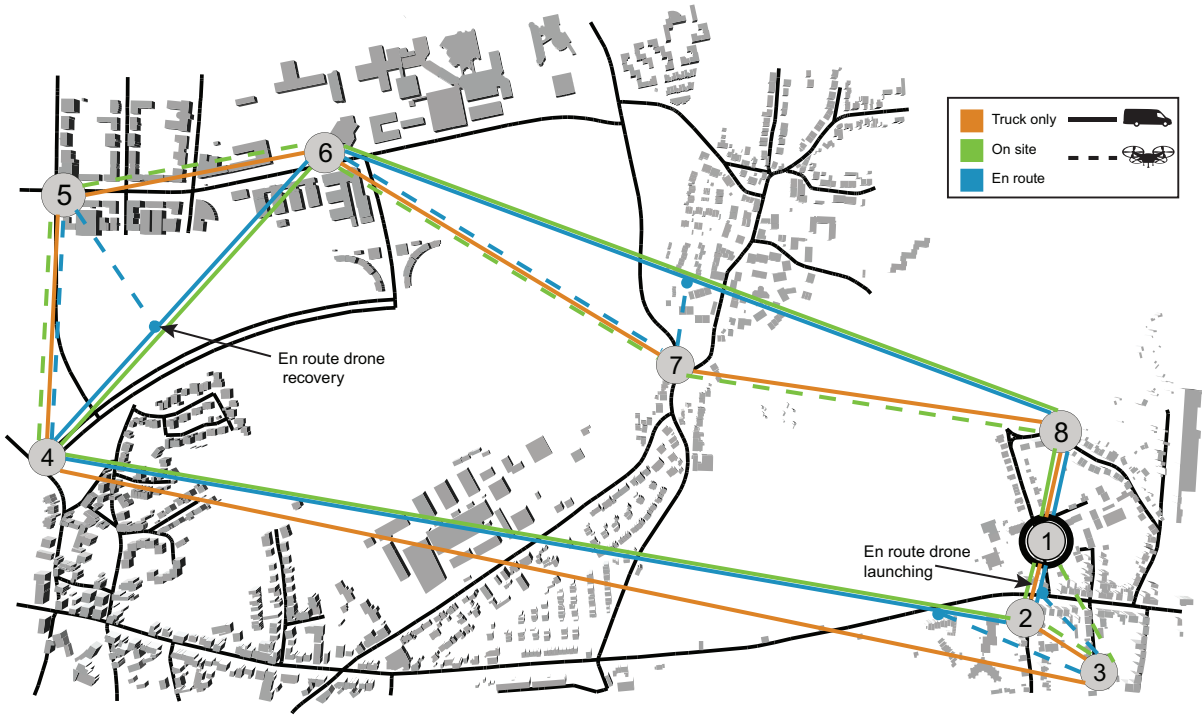 Truck only
On site
En route
6
5
En route drone
recovery
7
4
8
1
En route drone
launching
2
3